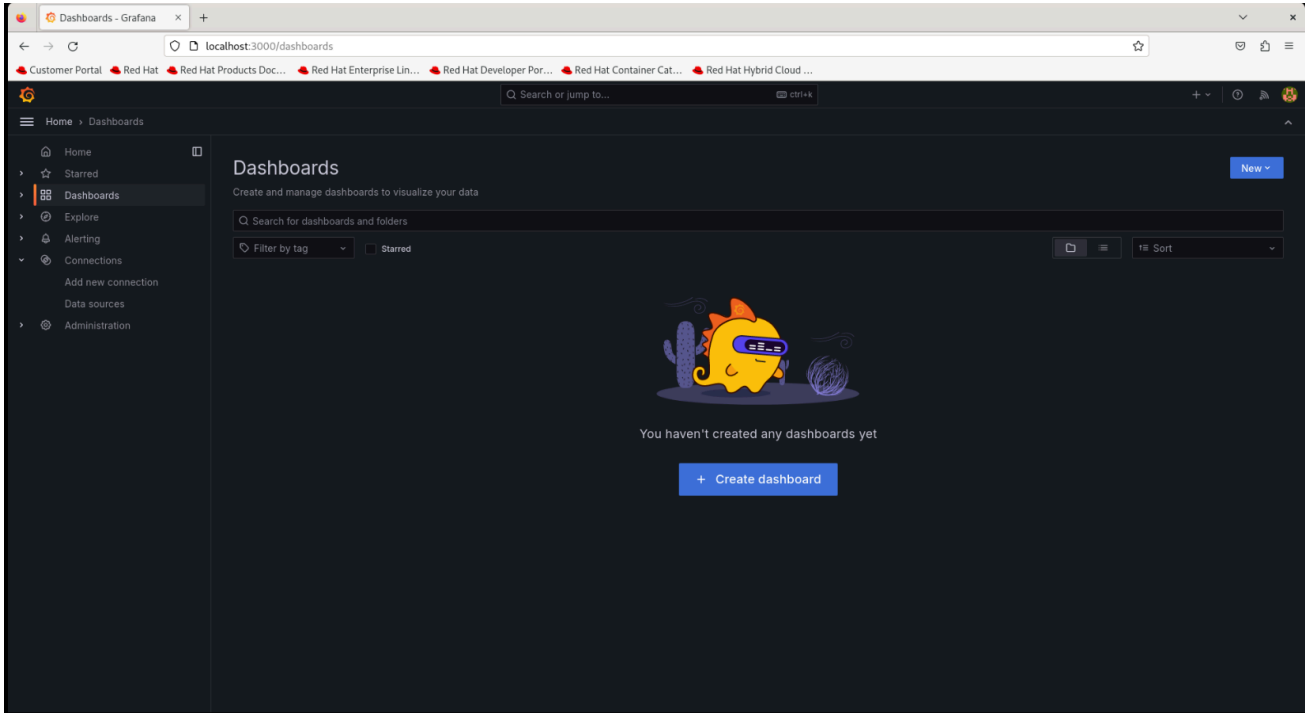 Dashboards - Grafana
localhost:3000/dashboards
Customer Portal Red Hat Red Hat Products Doc... Red Hat Enterprise Lin... Red Hat Developer Por... Red Hat Container Cat... Red Hat Hybrid Cloud ...
Search or jump to... ctrl+k
Home › Dashboards
Home
Starred
Dashboards
Explore
Alerting
Connections
Add new connection
Data sources
Administration
Dashboards
New
Create and manage dashboards to visualize your data
Search for dashboards and folders
Filter by tag Starred Sort
You haven't created any dashboards yet
+ Create dashboard